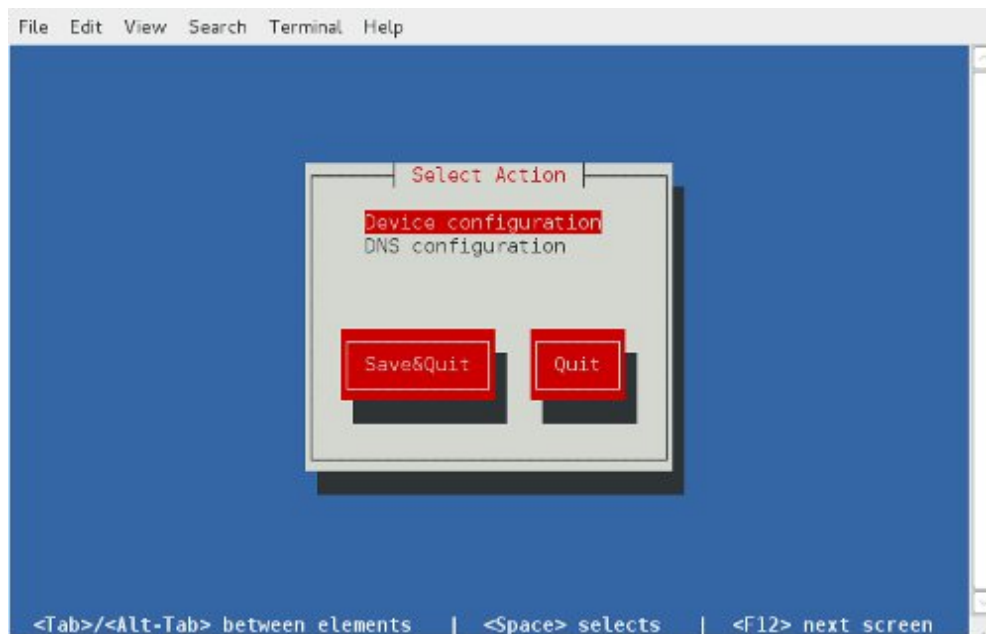 File Edit View Search Terminal Help
Select Action
Device configuration
DNS configuration
Save&Quit Quit
<Tab>/<Alt-Tab> between elements | <Space> selects | <F12> next screen